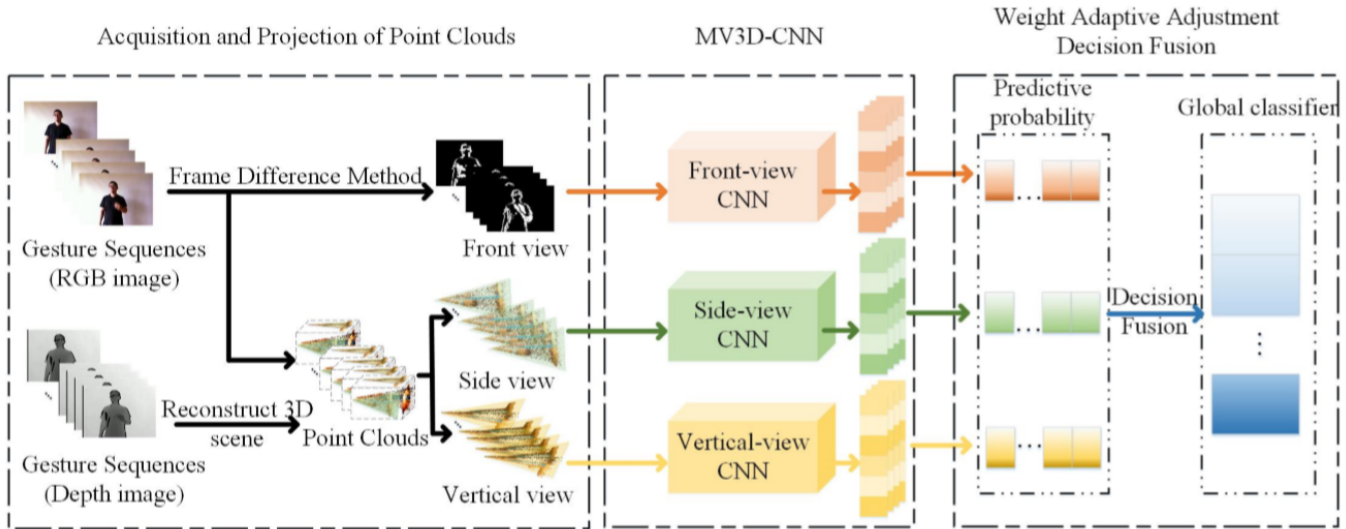 Acquisition and Projection of Point Clouds
MV3D-CNN
Weight Adaptive Adjustment
Decision Fusion
Gesture Sequences
(RGB image)
Frame Difference Method
Front view
Gesture Sequences
(Depth image)
Reconstruct 3D
scene
Point Clouds
Side view
Vertical view
Front-view
CNN
Side-view
CNN
Vertical-view
CNN
Predictive
probability
Decision
Fusion
Global classifier